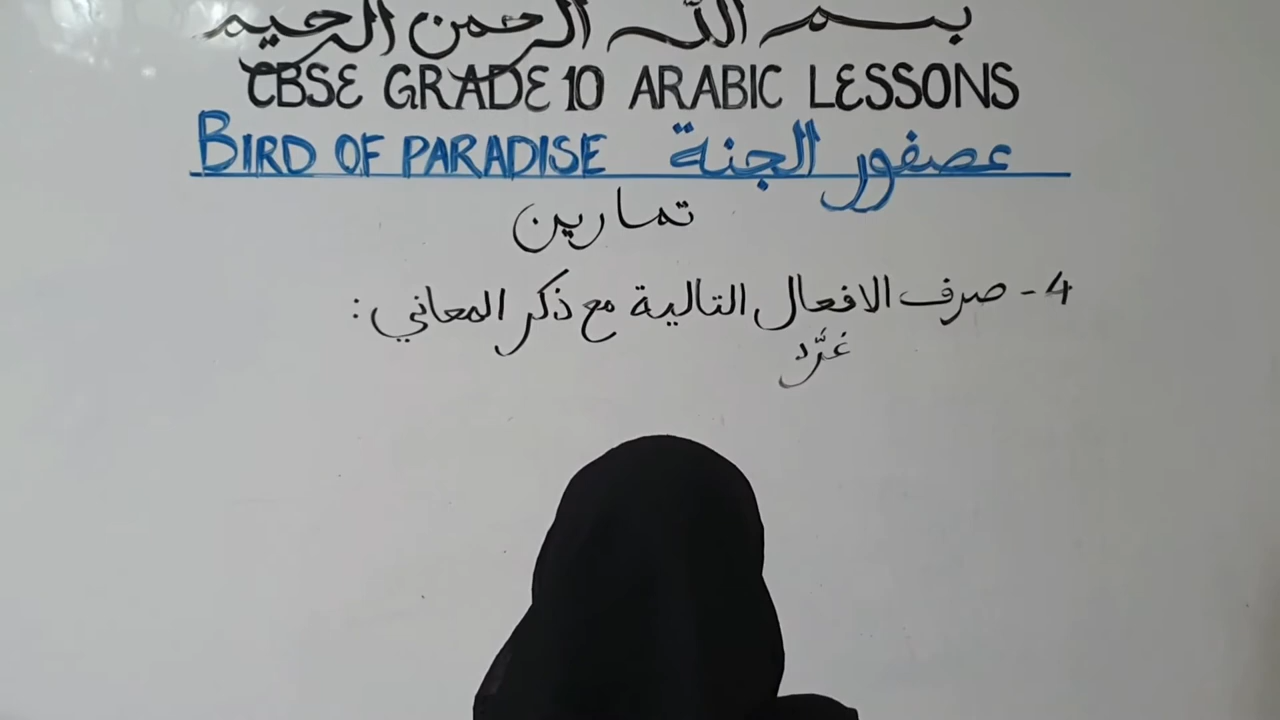 بسم الله الرحمن الرحيم
CBSE GRADE 10 ARABIC LESSONS
BIRD OF PARADISE عصفور الجنة
تمارين
4- صرف الافعال التالية مع ذكر المعاني :
غرَّد